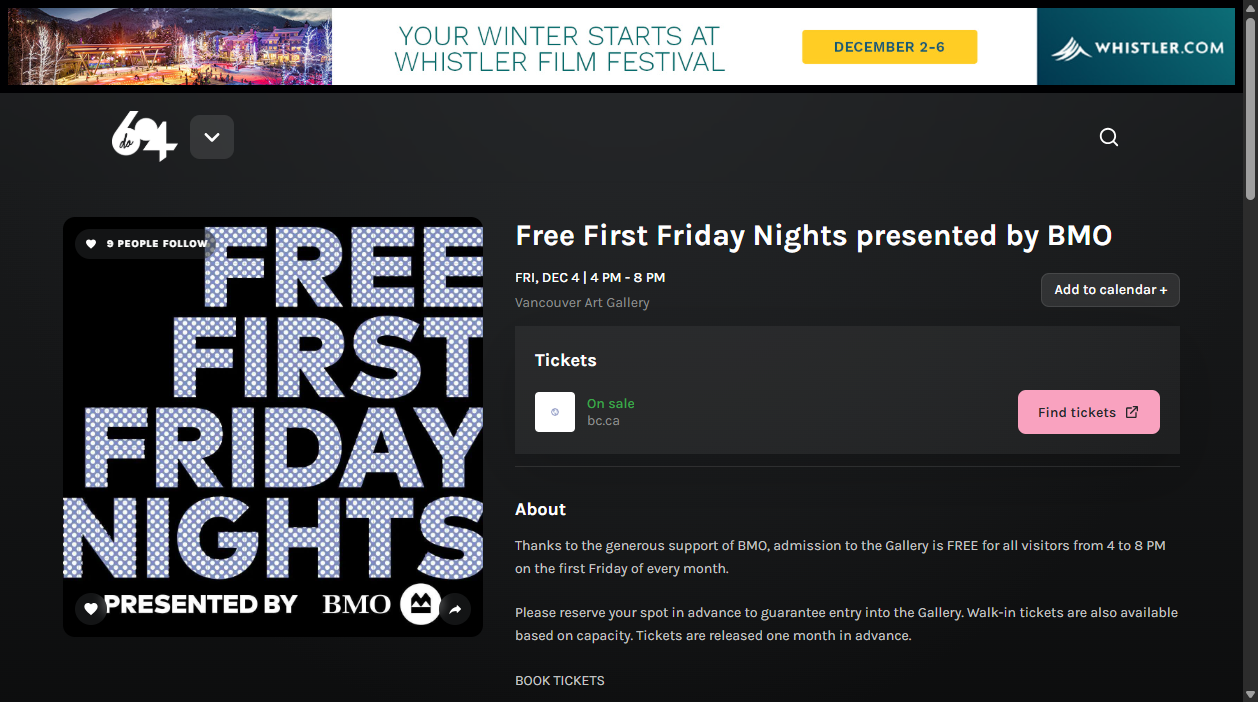 YOUR WINTER STARTS AT
WHISTLER FILM FESTIVAL
DECEMBER 2-6
WHISTLER.COM
do604
9 PEOPLE FOLLOW
FREE
FIRST
FRIDAY
NIGHTS
PRESENTED BY BMO
Free First Friday Nights presented by BMO
FRI, DEC 4 | 4 PM - 8 PM
Vancouver Art Gallery
Add to calendar +
Tickets
On sale
bc.ca
Find tickets
About
Thanks to the generous support of BMO, admission to the Gallery is FREE for all visitors from 4 to 8 PM
on the first Friday of every month.
Please reserve your spot in advance to guarantee entry into the Gallery. Walk-in tickets are also available
based on capacity. Tickets are released one month in advance.
BOOK TICKETS